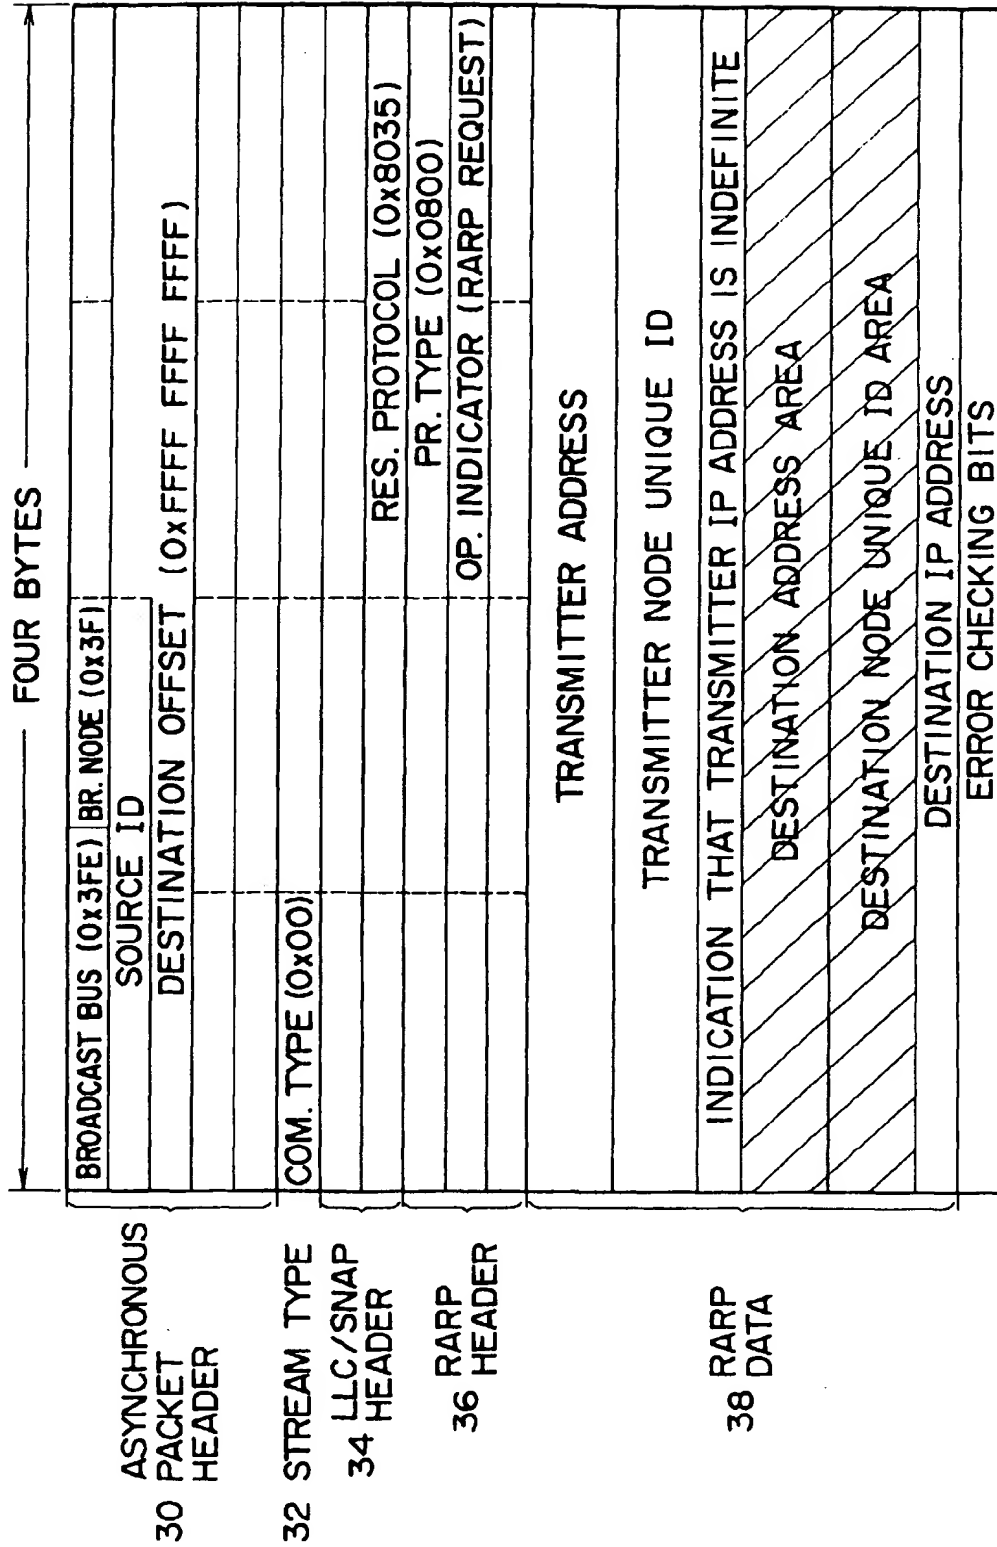 FOUR BYTES
ASYNCHRONOUS
30 PACKET
HEADER
BROADCAST BUS (0x3FE) BR. NODE (0x3F)
SOURCE ID
DESTINATION OFFSET (0xFFFF FFFF FFFF)
32 STREAM TYPE
COM. TYPE (0x00)
34 LLC/SNAP
HEADER
RES. PROTOCOL (0x8035)
36 RARP
HEADER
PR. TYPE (0x0800)
OP. INDICATOR (RARP REQUEST)
38 RARP
DATA
TRANSMITTER ADDRESS
TRANSMITTER NODE UNIQUE ID
INDICATION THAT TRANSMITTER IP ADDRESS IS INDEFINITE
DESTINATION ADDRESS AREA
DESTINATION NODE UNIQUE ID AREA
DESTINATION IP ADDRESS
ERROR CHECKING BITS